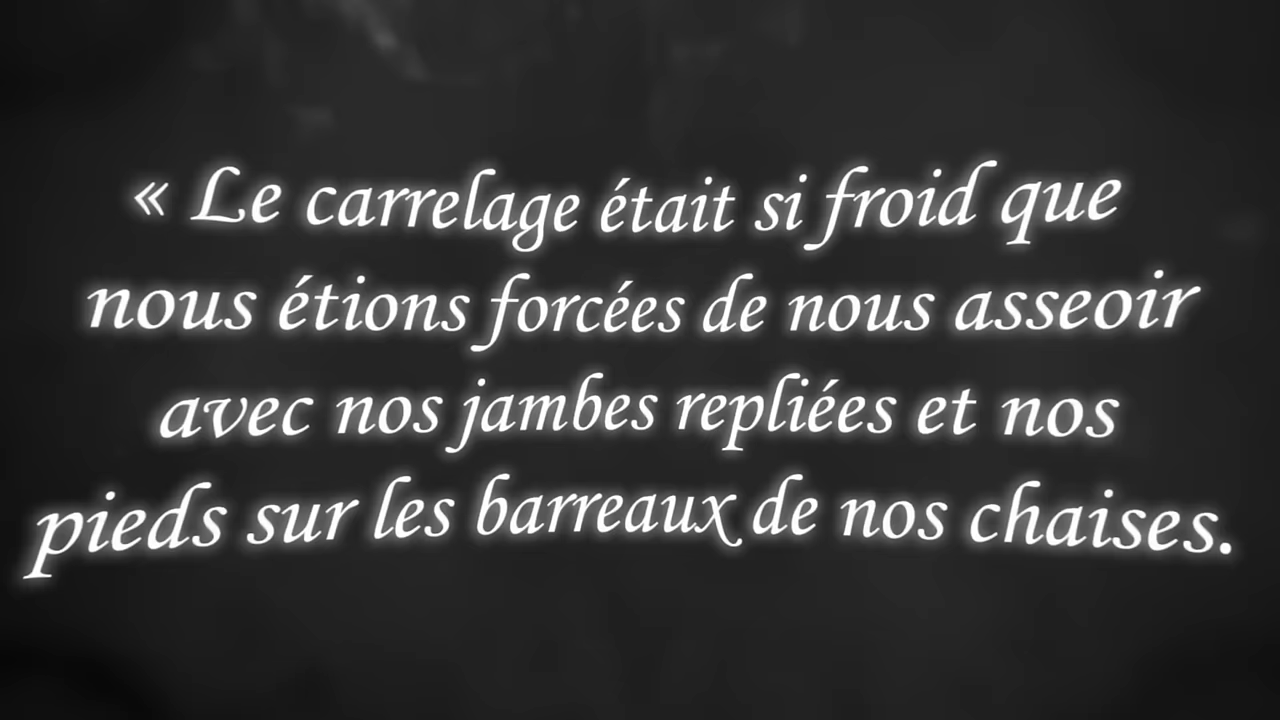 « Le carrelage était si froid que
nous étions forcées de nous asseoir
avec nos jambes repliées et nos
pieds sur les barreaux de nos chaises.